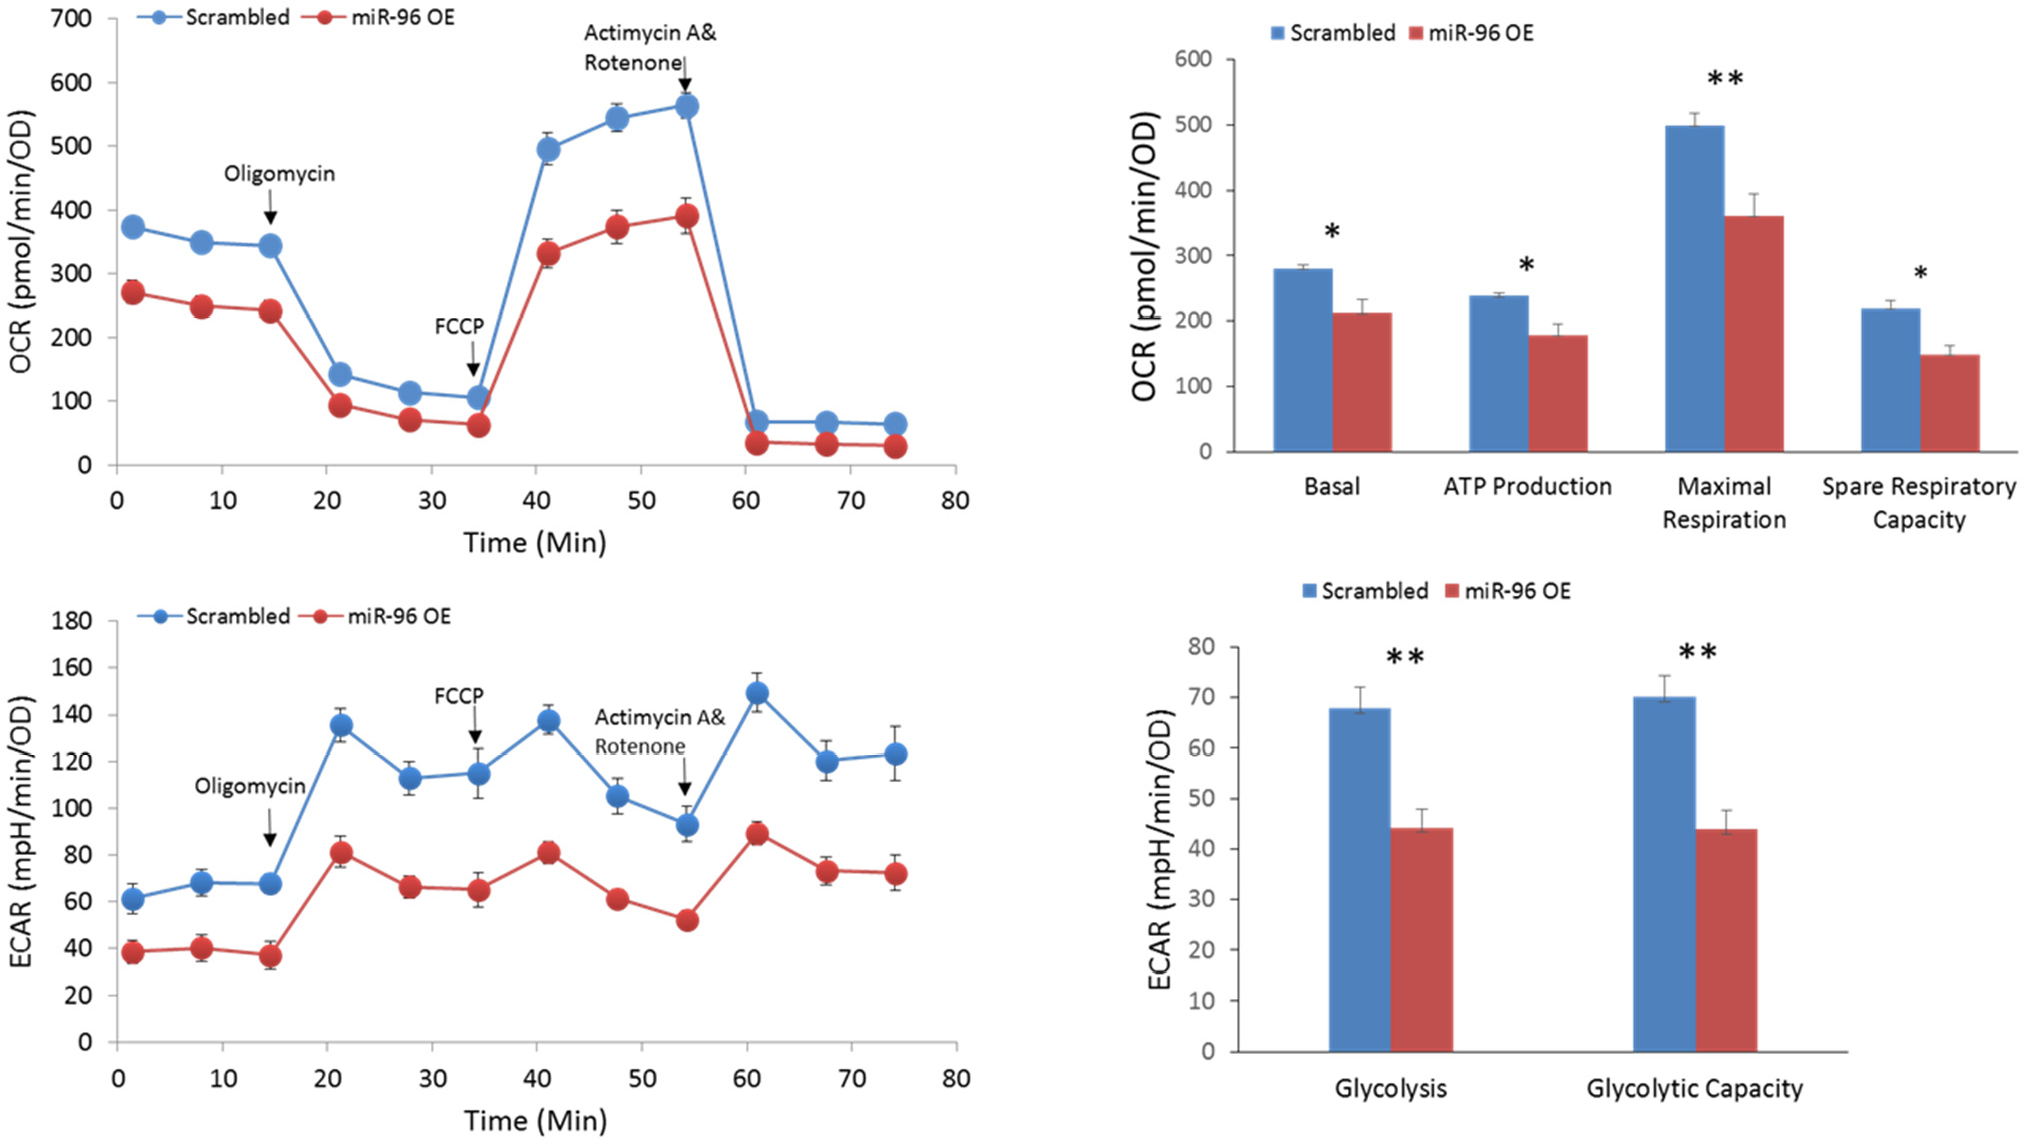 Scrambled miR-96 OE
700
600
500
400
300
200
100
0
OCR (pmol/min/OD)
Oligomycin
FCCP
Actimycin A&
Rotenone
0 10 20 30 40 50 60 70 80
Time (Min)
Scrambled miR-96 OE
600
500
400
300
200
100
0
OCR (pmol/min/OD)
*
*
**
*
Basal
ATP Production
Maximal
Respiration
Spare Respiratory
Capacity
Scrambled miR-96 OE
180
160
140
120
100
80
60
40
20
0
ECAR (mpH/min/OD)
Oligomycin
FCCP
Actimycin A&
Rotenone
0 10 20 30 40 50 60 70 80
Time (Min)
Scrambled miR-96 OE
80
70
60
50
40
30
20
10
0
ECAR (mpH/min/OD)
**
**
Glycolysis
Glycolytic Capacity